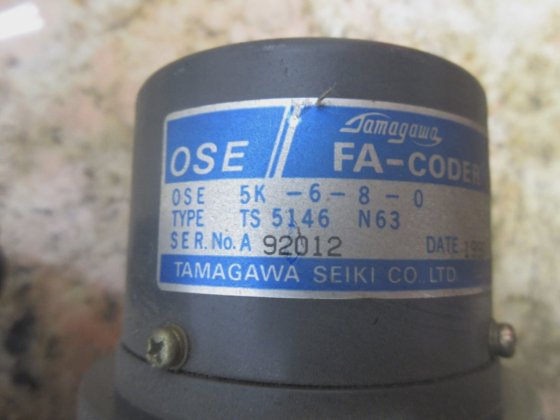 Tamagawa
OSE FA-CODER
OSE 5K -6-8-0
TYPE TS 5146 N63
SER. No. A 92012 DATE
TAMAGAWA SEIKI CO., LTD